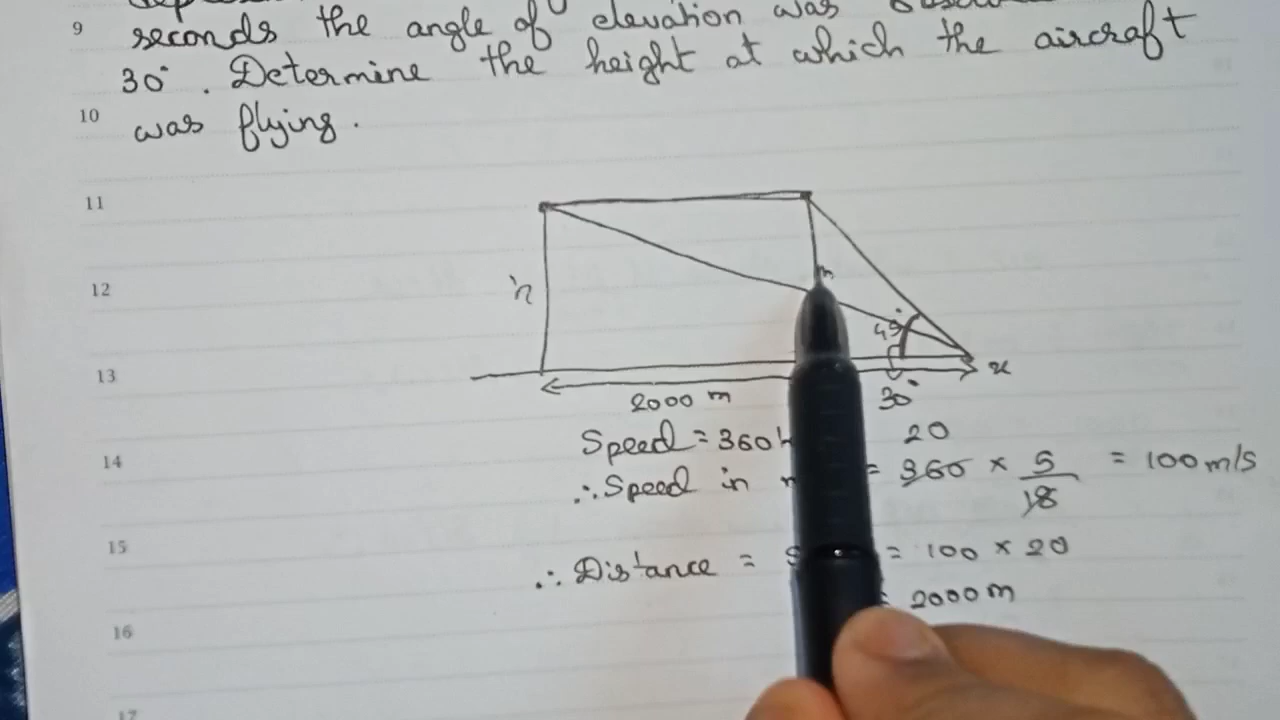 9
seconds the angle of elevation was
30°. Determine the height at which the aircraft
10
was flying.
11
h
12
45°
13
x
2000 m
30°
Speed = 360
20
14
∴ Speed in = 360 × 5/18 = 100 m/s
15
∴ Distance = = 100 × 20
= 2000 m
16
17